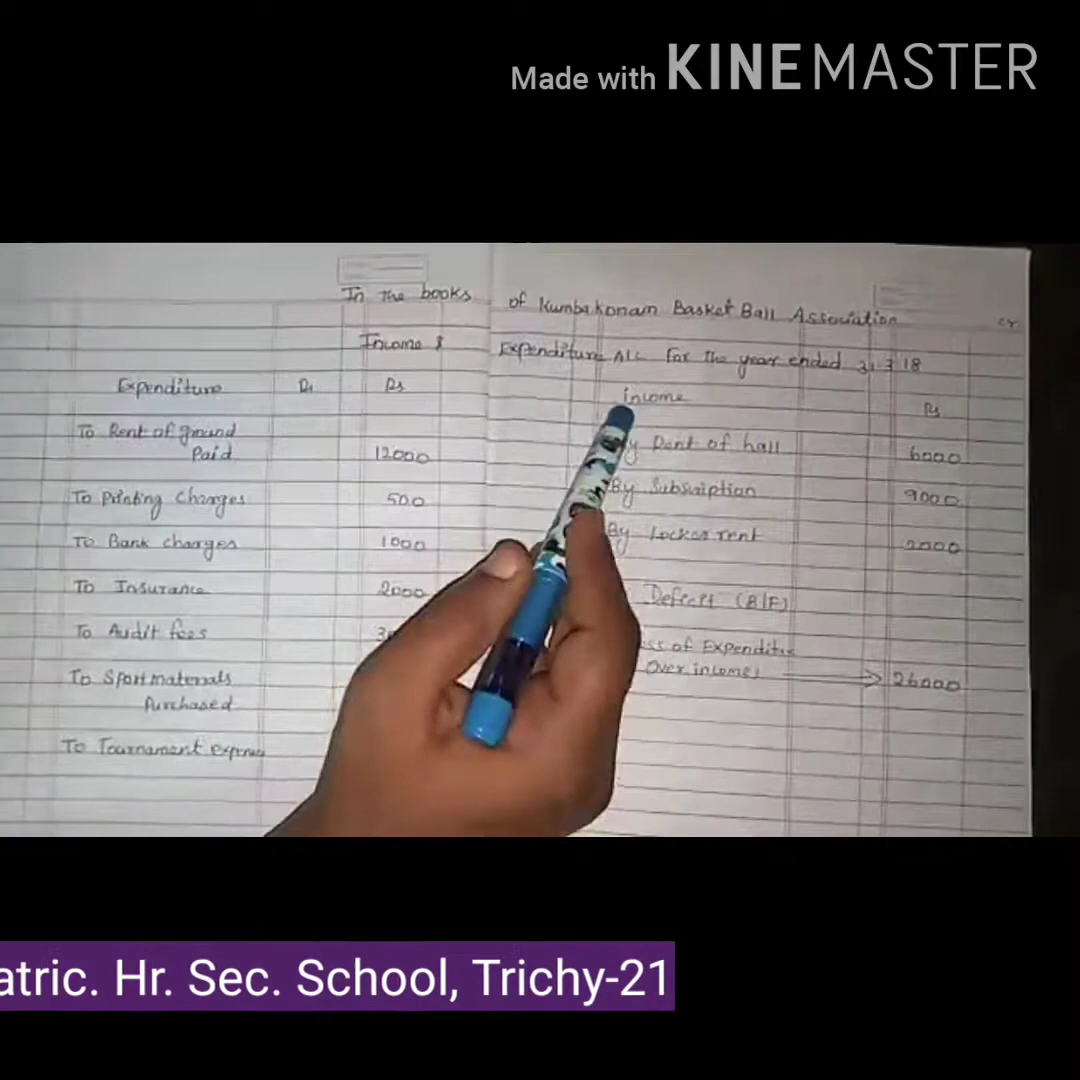 Made with KINEMASTER
In the books of Kumbakonam Basket Ball Association
cr
Income & Expenditure A/c for the year ended 31.3.18
Expenditure Rs Rs
income Rs
To Rent of ground
Paid 12000
To Printing Charges 500
To Bank charges 1000
To Insurance 2000
To Audit fees
To Sport materials
Purchased
To Tournament
By Rent of hall 6000
By Subscription 9000
By Locker rent 2000
Deficit (B/F)
of
Over income) 26000
atric. Hr. Sec. School, Trichy-21